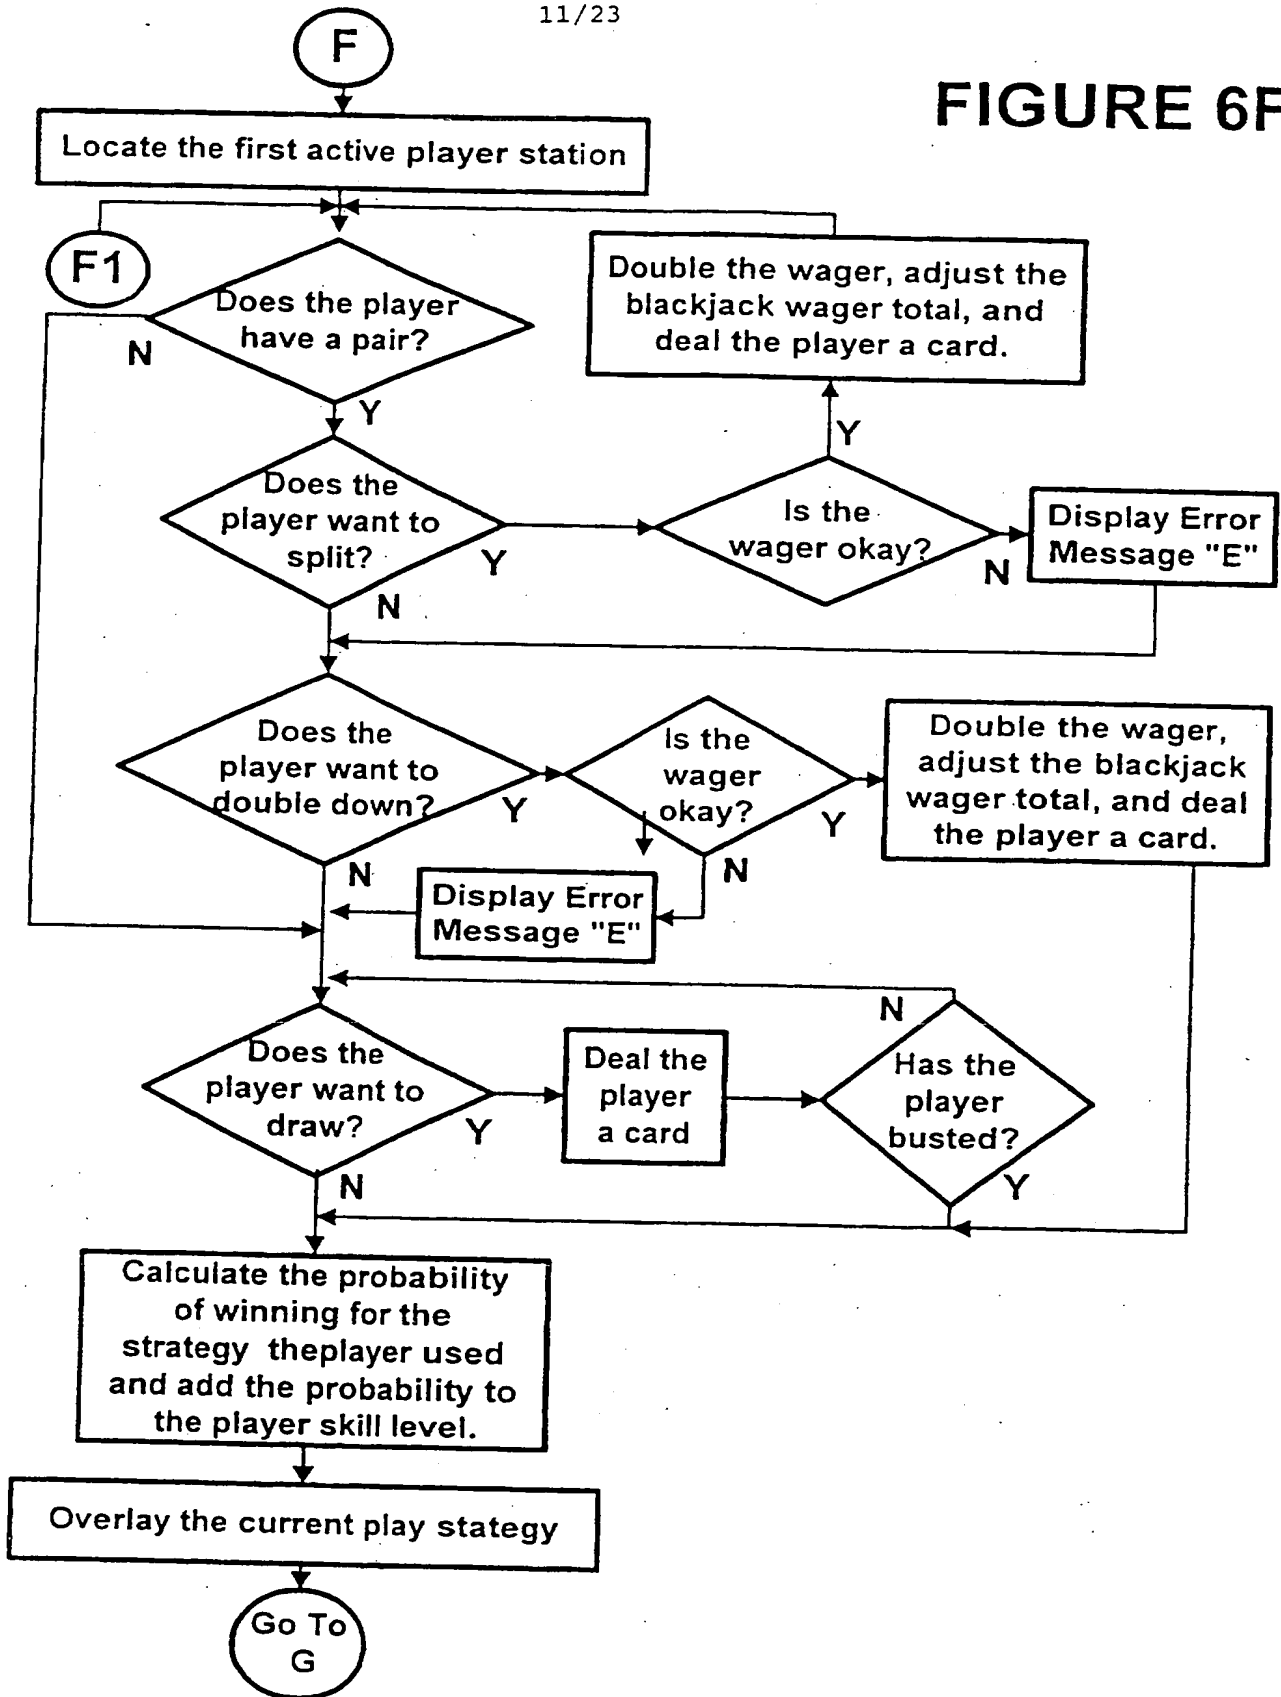 11/23
F
FIGURE 6F
Locate the first active player station
F1
Does the player
have a pair?
N
Y
Double the wager, adjust the
blackjack wager total, and
deal the player a card.
Y
Does the
player want to
split?
Y
N
Is the
wager okay?
N
Display Error
Message "E"
Does the
player want to
double down?
Y
N
Is the
wager
okay?
Y
N
Double the wager,
adjust the blackjack
wager total, and deal
the player a card.
Display Error
Message "E"
Does the
player want to
draw?
Y
N
Deal the
player
a card
N
Has the
player
busted?
Y
Calculate the probability
of winning for the
strategy theplayer used
and add the probability to
the player skill level.
Overlay the current play stategy
Go To
G